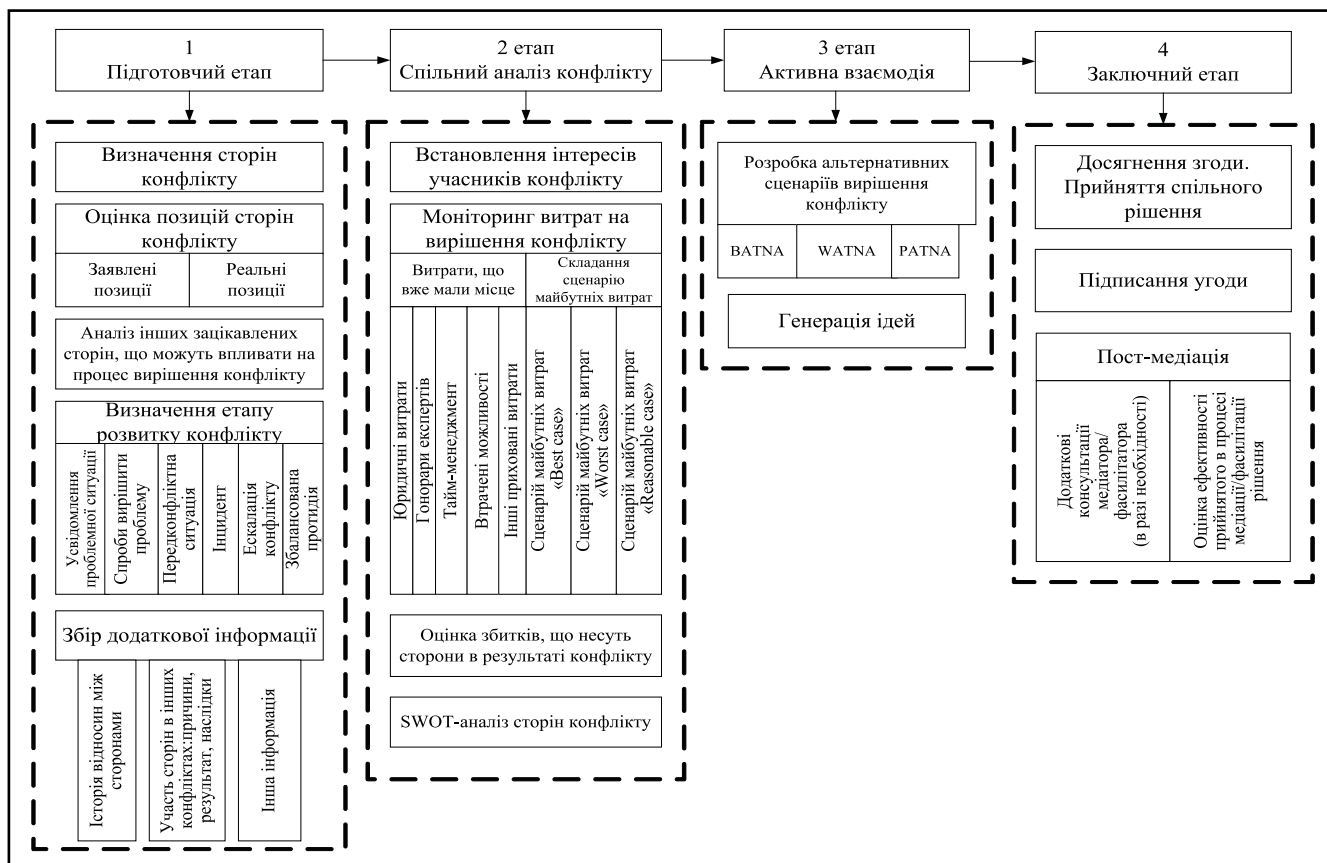 1
Підготовчий етап
2 етап
Спільний аналіз конфлікту
3 етап
Активна взаємодія
4
Заключний етап
Визначення сторін
конфлікту
Оцінка позицій сторін
конфлікту
Заявлені
позиції
Реальні
позиції
Аналіз інших зацікавлених
сторін, що можуть впливати на
процес вирішення конфлікту
Визначення етапу
розвитку конфлікту
Усвідомлення
проблемної ситуації
Спроби вирішити
проблему
Передконфліктна
ситуація
Інцидент
Ескалація
конфлікту
Збалансована
протидія
Збір додаткової інформації
Історія відносин між
сторонами
Участь сторін в інших
конфліктах:причини,
результат, наслідки
Інша інформація
Встановлення інтересів
учасників конфлікту
Моніторинг витрат на
вирішення конфлікту
Витрати, що
вже мали місце
Складання
сценарію
майбутніх витрат
Юридичні витрати
Гонорари експертів
Тайм-менеджмент
Втрачені можливості
Інші приховані витрати
Сценарій майбутніх витрат
«Best case»
Сценарій майбутніх витрат
«Worst case»
Сценарій майбутніх витрат
«Reasonable case»
Оцінка збитків, що несуть
сторони в результаті конфлікту
SWOT-аналіз сторін конфлікту
Розробка альтернативних
сценаріїв вирішення
конфлікту
BATNA
WATNA
PATNA
Генерація ідей
Досягнення згоди.
Прийняття спільного
рішення
Підписання угоди
Пост-медіація
Додаткові
консультації
медіатора/
фасилітатора
(в разі необхідності)
Оцінка ефективності
прийнятого в процесі
медіації/фасилітації
рішення